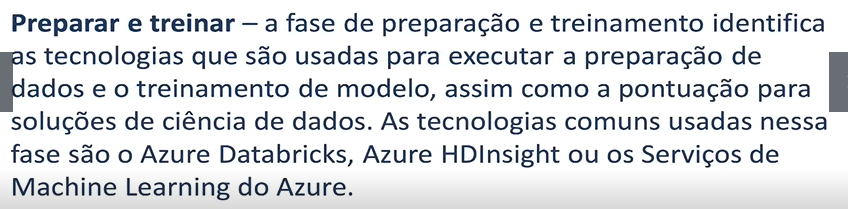 Preparar e treinar – a fase de preparação e treinamento identifica
as tecnologias que são usadas para executar a preparação de
dados e o treinamento de modelo, assim como a pontuação para
soluções de ciência de dados. As tecnologias comuns usadas nessa
fase são o Azure Databricks, Azure HDInsight ou os Serviços de
Machine Learning do Azure.